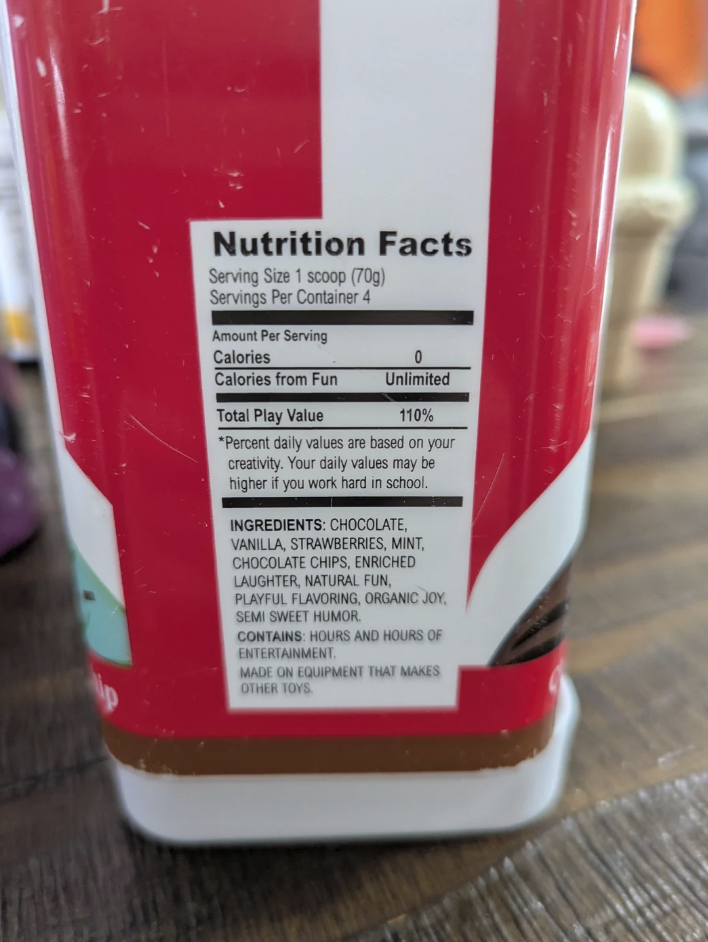 Nutrition Facts
Serving Size 1 scoop (70g)
Servings Per Container 4
Amount Per Serving
Calories 0
Calories from Fun Unlimited
Total Play Value 110%
*Percent daily values are based on your
creativity. Your daily values may be
higher if you work hard in school.
INGREDIENTS: CHOCOLATE,
VANILLA, STRAWBERRIES, MINT,
CHOCOLATE CHIPS, ENRICHED
LAUGHTER, NATURAL FUN,
PLAYFUL FLAVORING, ORGANIC JOY,
SEMI SWEET HUMOR.
CONTAINS: HOURS AND HOURS OF
ENTERTAINMENT.
MADE ON EQUIPMENT THAT MAKES
OTHER TOYS.